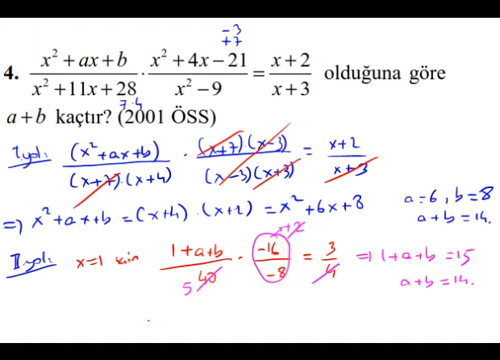 -3
+7
4. (x² + ax + b)/(x² + 11x + 28) · (x² + 4x − 21)/(x² − 9) = (x + 2)/(x + 3) olduğuna göre
7.4
a + b kaçtır? (2001 ÖSS)
I.yol: (x²+ax+b)/((x+7).(x+4)) · ((x+7)(x-3))/((x-3)(x+3)) = (x+2)/(x+3)
⇒ x²+ax+b = (x+4).(x+2) = x²+6x+8
a=6, b=8
a+b=14.
II.yol: x=1 için (1+a+b)/40 · (-16)/(-8) = 3/4 ⇒ 1+a+b=15
5
x+2
a+b=14.